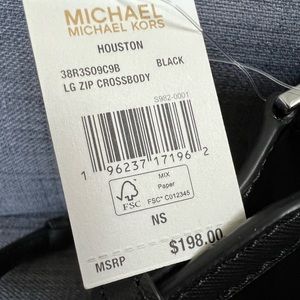 MICHAEL
MICHAEL KORS
HOUSTON
38R3SO9C9B BLACK
LG ZIP CROSSBODY
S982-0001
1 96237 17196 2
FSC
MIX
Paper
FSC® C012345
NS
MSRP $198.00